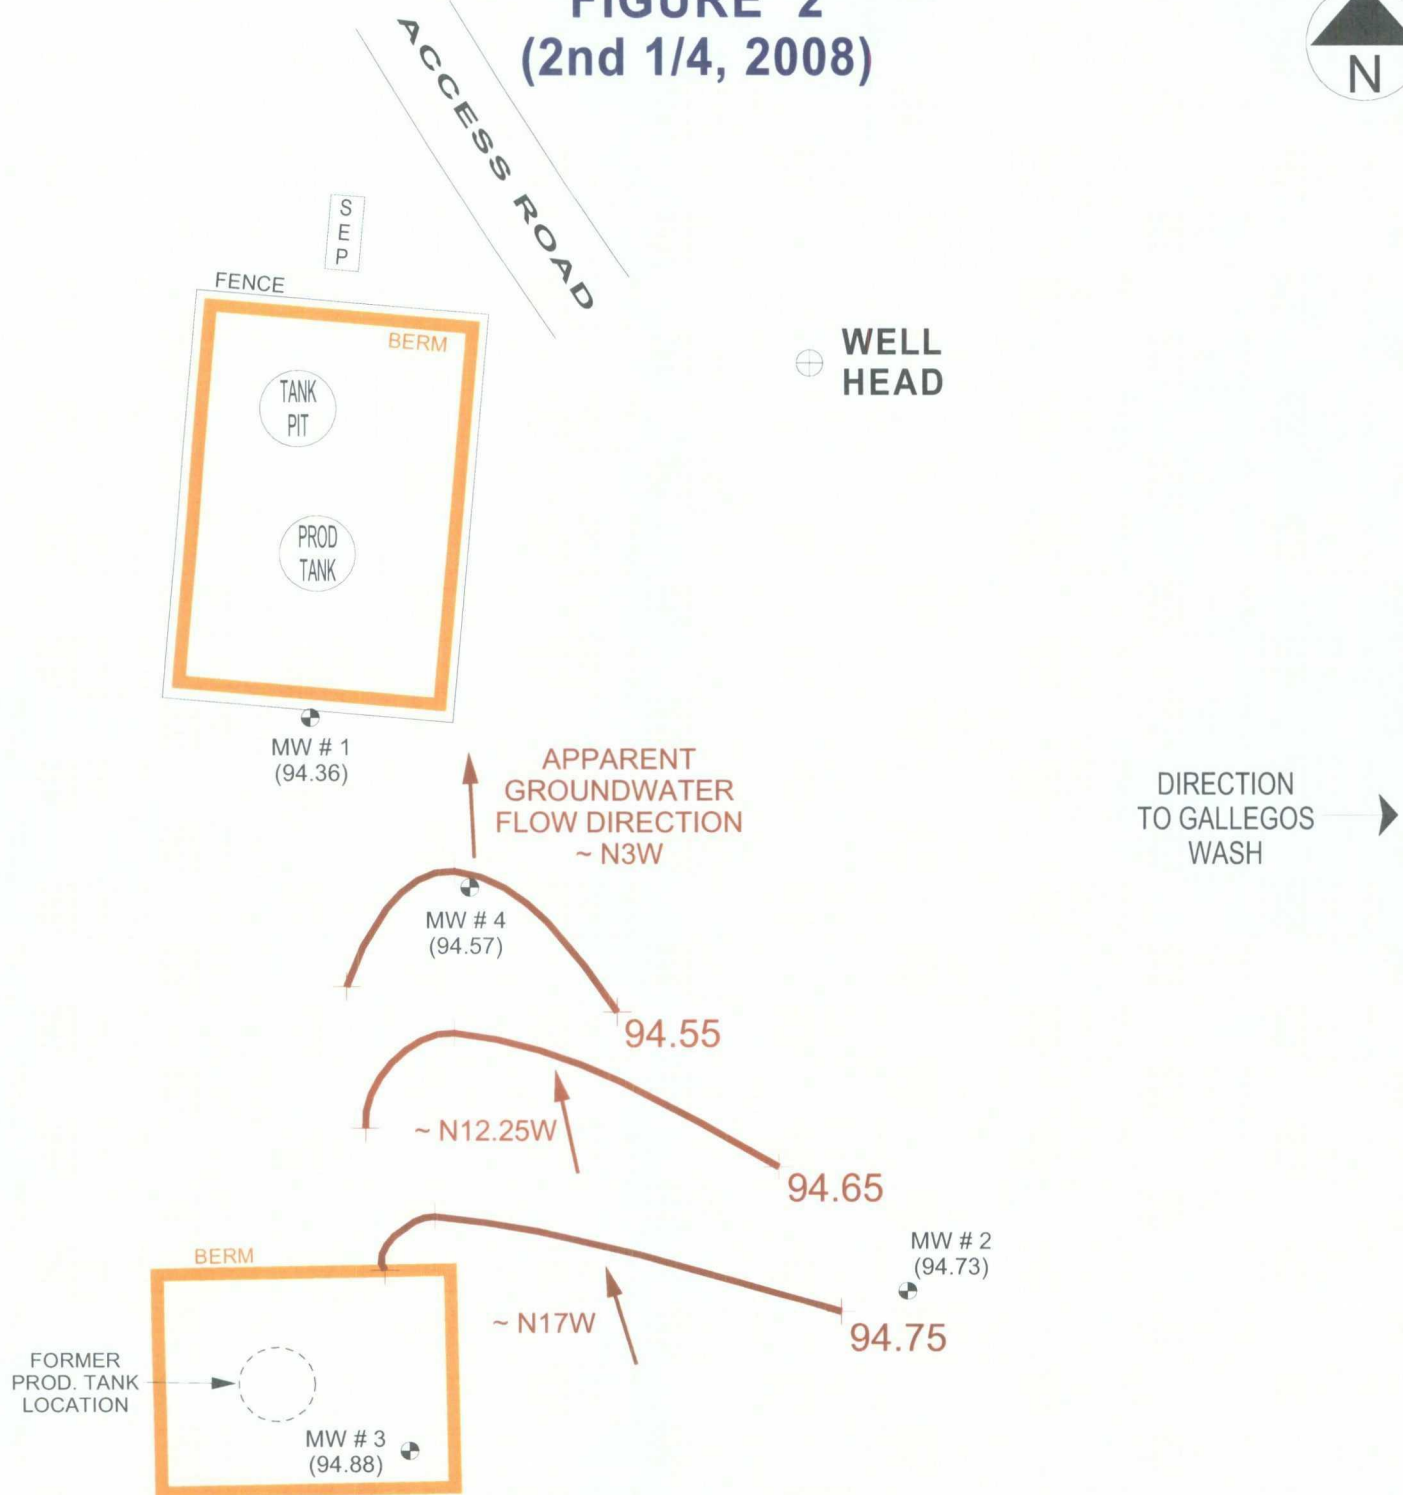 FIGURE 2
(2nd 1/4, 2008)
N
ACCESS ROAD
S
E
P
FENCE
BERM
WELL
HEAD
TANK
PIT
PROD
TANK
MW # 1
(94.36)
APPARENT
GROUNDWATER
FLOW DIRECTION
~ N3W
DIRECTION
TO GALLEGOS
WASH
MW # 4
(94.57)
94.55
~ N12.25W
94.65
MW # 2
(94.73)
BERM
~ N17W
94.75
FORMER
PROD. TANK
LOCATION
MW # 3
(94.88)